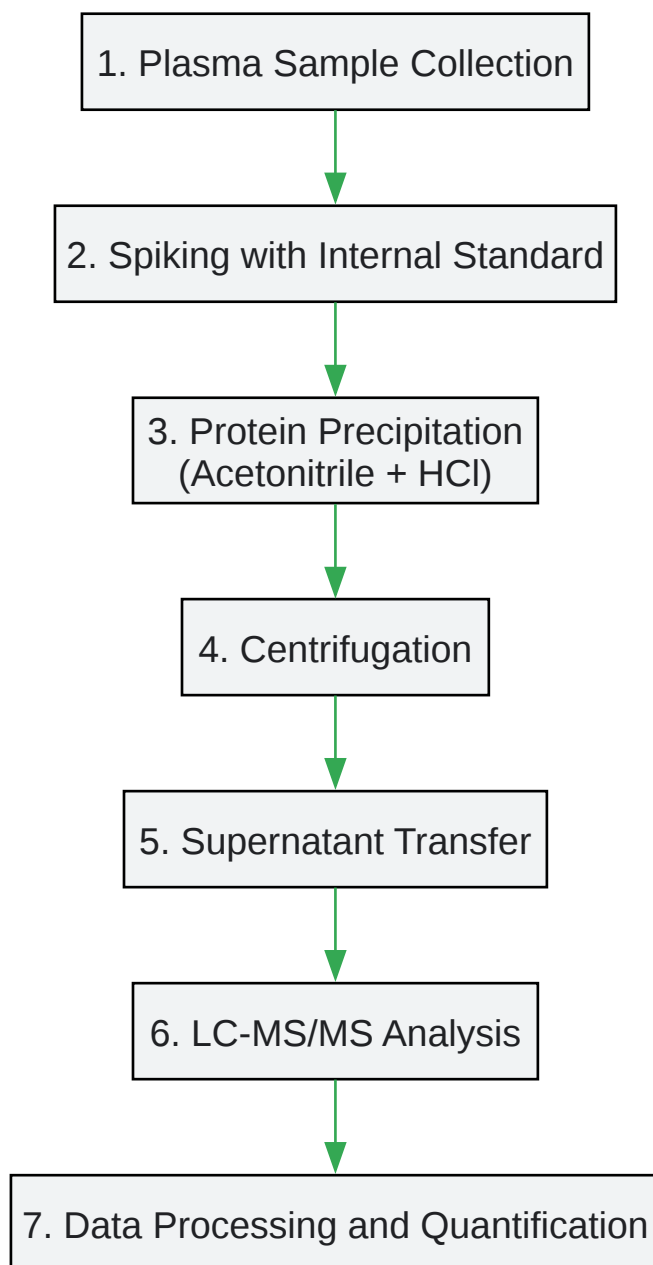 1. Plasma Sample Collection
2. Spiking with Internal Standard
3. Protein Precipitation
(Acetonitrile + HCl)
4. Centrifugation
5. Supernatant Transfer
6. LC-MS/MS Analysis
7. Data Processing and Quantification